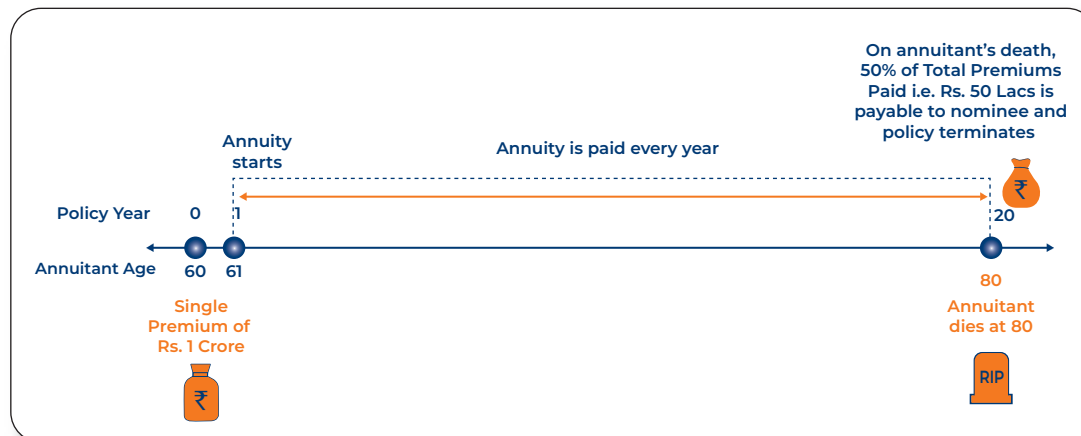 On annuitant's death,
50% of Total Premiums
Paid i.e. Rs. 50 Lacs is
payable to nominee and
policy terminates
Annuity
starts
Annuity is paid every year
₹
Policy Year 0 1 20
Annuitant Age 60 61 80
Single
Premium of
Rs. 1 Crore
₹
Annuitant
dies at 80
RIP